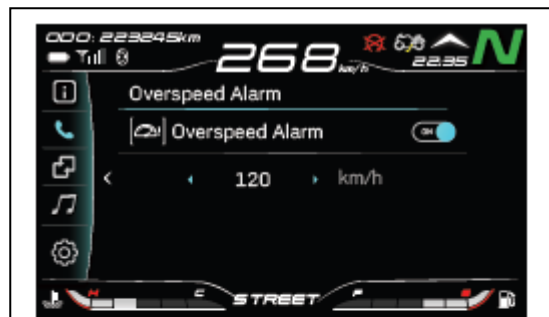 ODO: 223245km
268 km/h
22:35 N
Overspeed Alarm
Overspeed Alarm ON
120 km/h
H C STREET F E